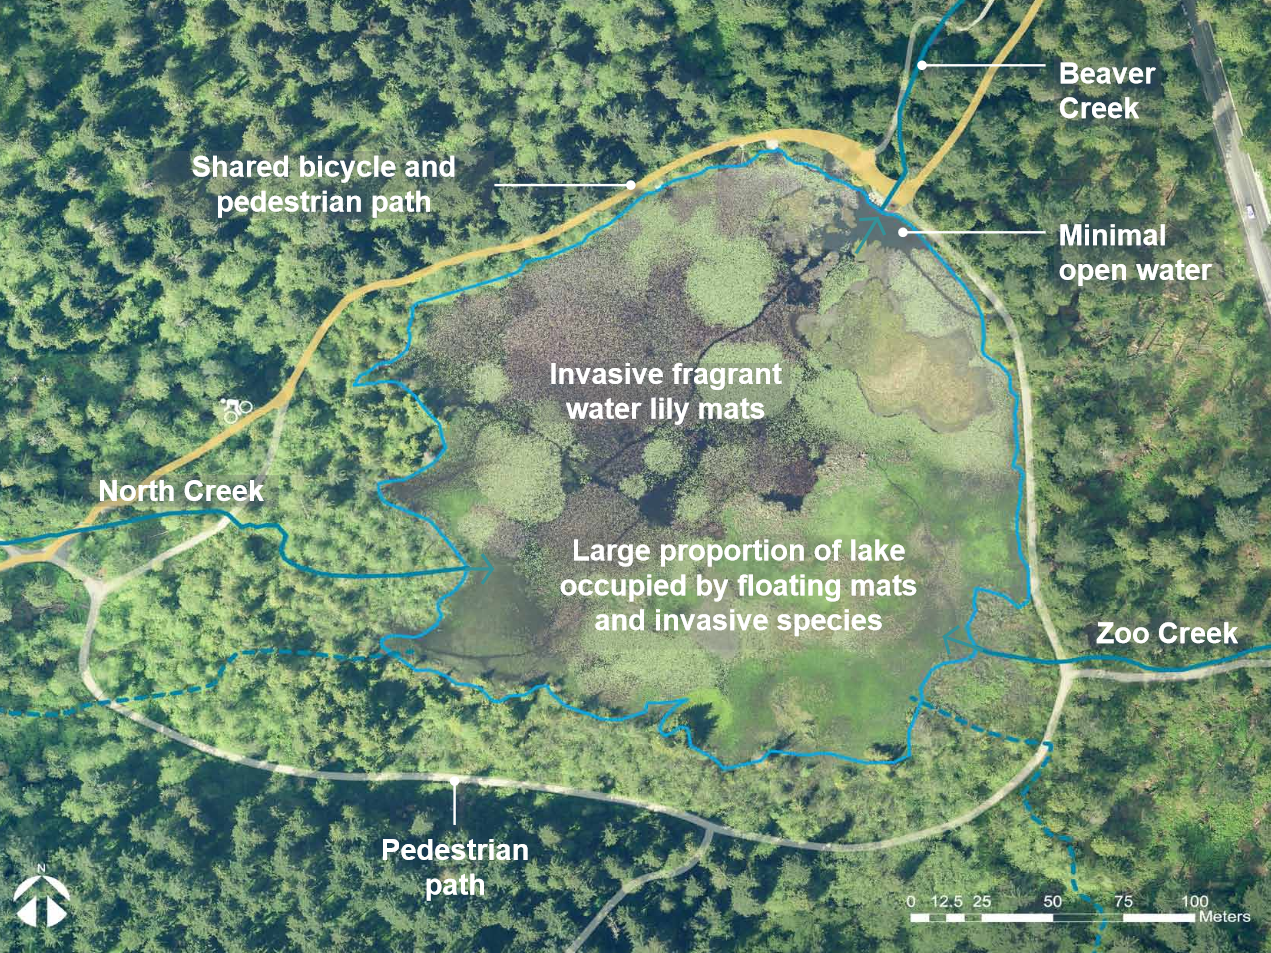 Beaver
Creek
Shared bicycle and
pedestrian path
Minimal
open water
Invasive fragrant
water lily mats
North Creek
Large proportion of lake
occupied by floating mats
and invasive species
Zoo Creek
Pedestrian
path
N
0 12.5 25 50 75 100
Meters